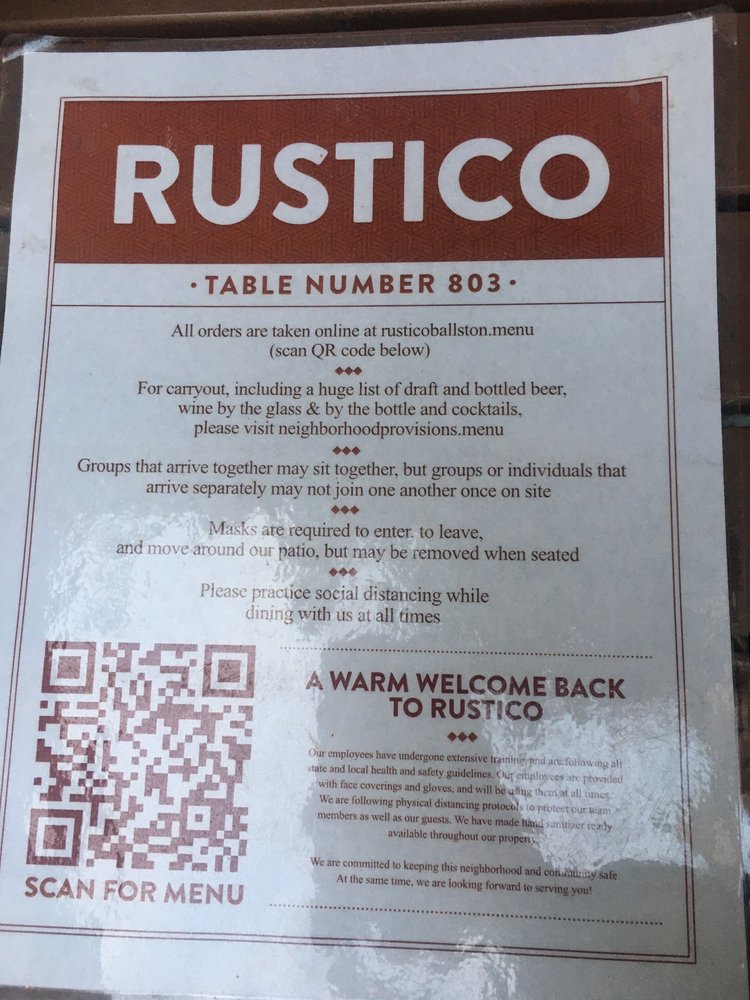 RUSTICO
· TABLE NUMBER 803 ·
All orders are taken online at rusticoballston.menu
(scan QR code below)
For carryout, including a huge list of draft and bottled beer,
wine by the glass & by the bottle and cocktails,
please visit neighborhoodprovisions.menu
Groups that arrive together may sit together, but groups or individuals that
arrive separately may not join one another once on site
Masks are required to enter, to leave,
and move around our patio, but may be removed when seated
Please practice social distancing while
dining with us at all times
SCAN FOR MENU
A WARM WELCOME BACK
TO RUSTICO
Our employees have undergone extensive training, and are following all
state and local health and safety guidelines. Our employees are provided
with face coverings and gloves, and will be using them at all times.
We are following physical distancing protocols to protect our team
members as well as our guests. We have made hand sanitizer ready
available throughout our property.
We are committed to keeping this neighborhood and community safe.
At the same time, we are looking forward to serving you!